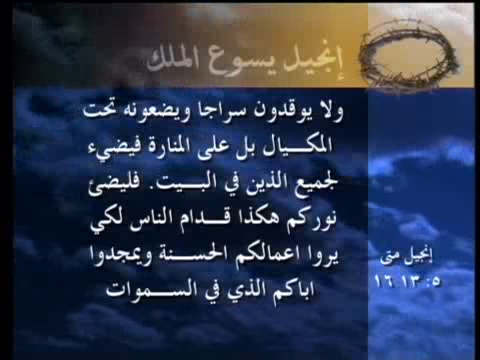 إنجيل يسوع الملك
ولا يوقدون سراجا ويضعونه تحت
المكيال بل على المنارة فيضيء
لجميع الذين في البيت. فليضئ
نوركم هكذا قدام الناس لكي
يروا اعمالكم الحسنة ويمجدوا
اباكم الذي في السموات
إنجيل متى
٥: ١٣ ١٦